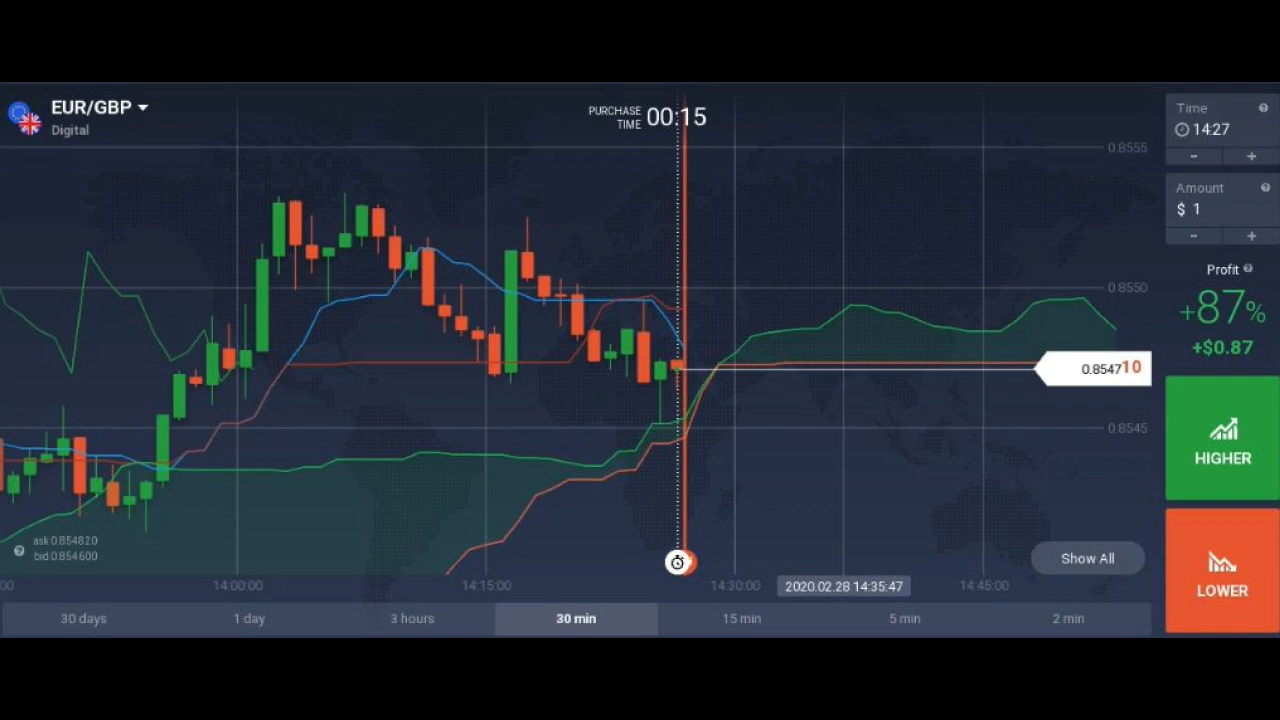 EUR/GBP
Digital
PURCHASE
TIME
00:15
Time
14:27
-
+
Amount
$ 1
-
+
Profit
+87%
+$0.87
HIGHER
LOWER
0.8555
0.8550
0.854710
0.8545
ask 0.854820
bid 0.854600
Show All
:00
14:00:00
14:15:00
14:30:00
2020.02.28 14:35:47
14:45:00
30 days
1 day
3 hours
30 min
15 min
5 min
2 min